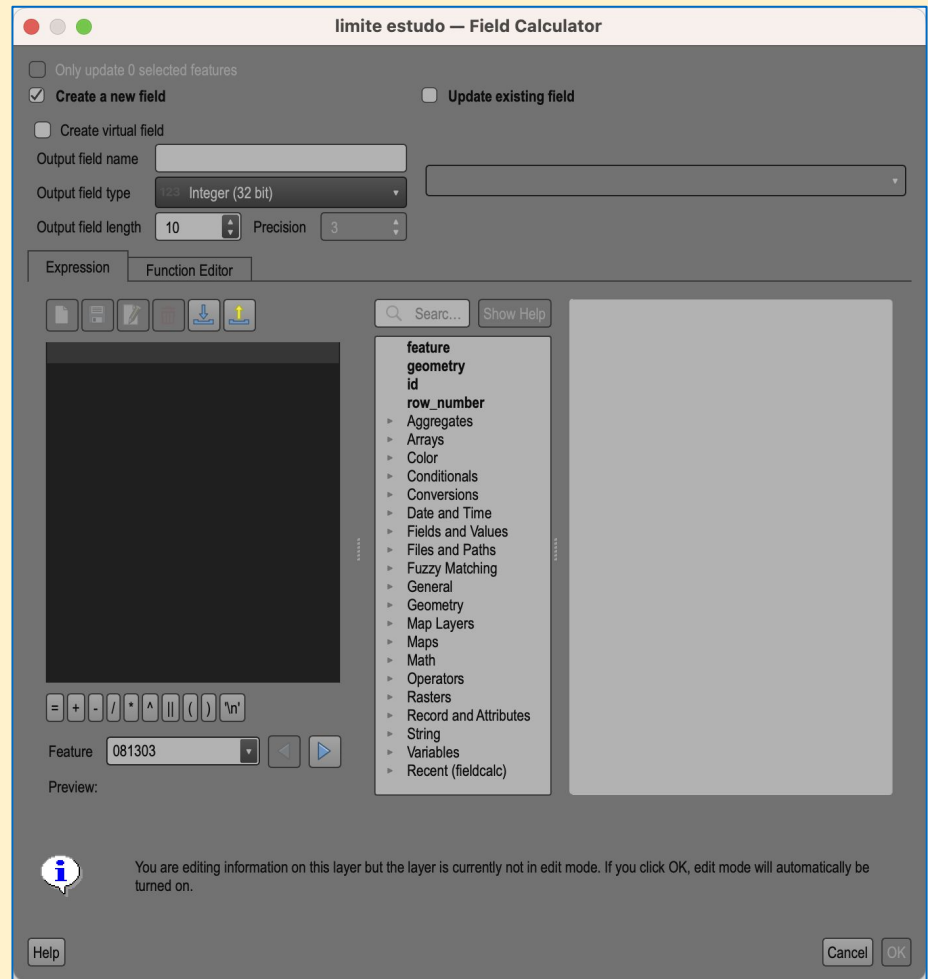 limite estudo — Field Calculator
Only update 0 selected features
Create a new field
Update existing field
Create virtual field
Output field name
Output field type 123 Integer (32 bit)
Output field length 10 Precision 3
Expression Function Editor
Searc... Show Help
feature
geometry
id
row_number
Aggregates
Arrays
Color
Conditionals
Conversions
Date and Time
Fields and Values
Files and Paths
Fuzzy Matching
General
Geometry
Map Layers
Maps
Math
Operators
Rasters
Record and Attributes
String
Variables
Recent (fieldcalc)
= + - / * ^ || ( ) '\n'
Feature 081303
Preview:
You are editing information on this layer but the layer is currently not in edit mode. If you click OK, edit mode will automatically be
turned on.
Help Cancel OK